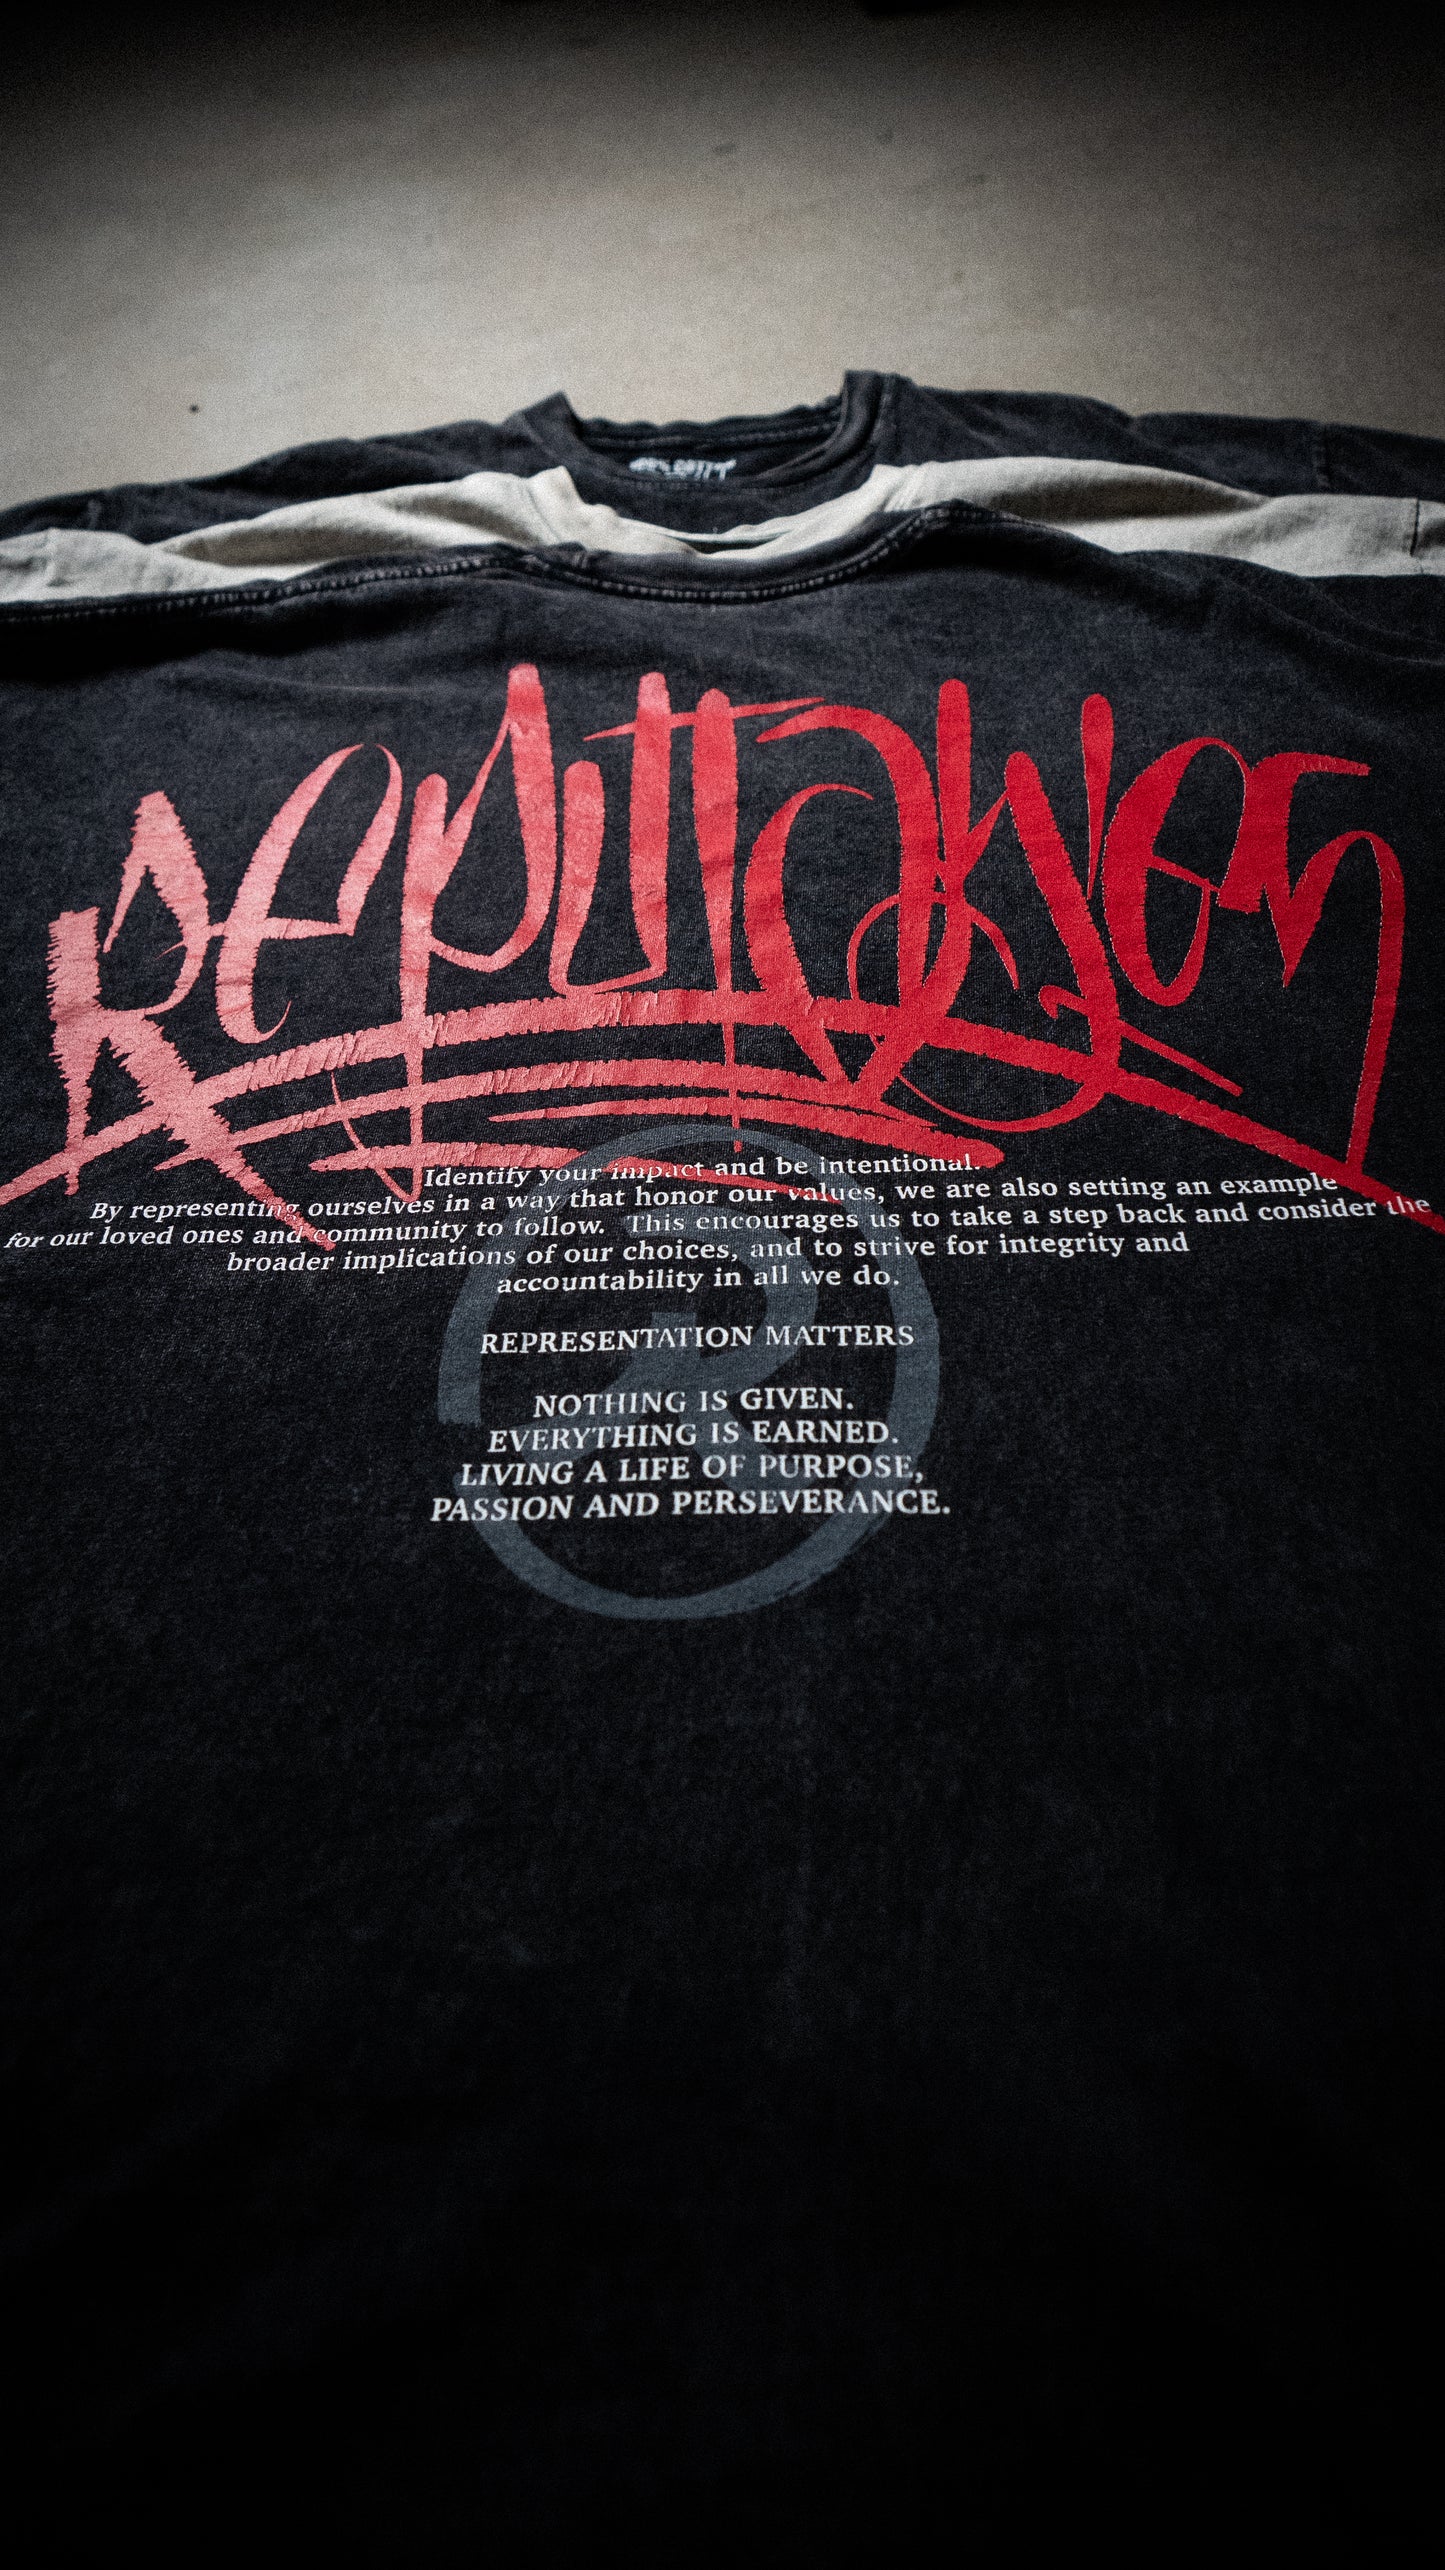 Identify your impact and be intentional.
By representing ourselves in a way that honor our values, we are also setting an example
for our loved ones and community to follow. This encourages us to take a step back and consider the
broader implications of our choices, and to strive for integrity and
accountability in all we do.
REPRESENTATION MATTERS
NOTHING IS GIVEN.
EVERYTHING IS EARNED.
LIVING A LIFE OF PURPOSE,
PASSION AND PERSEVERANCE.